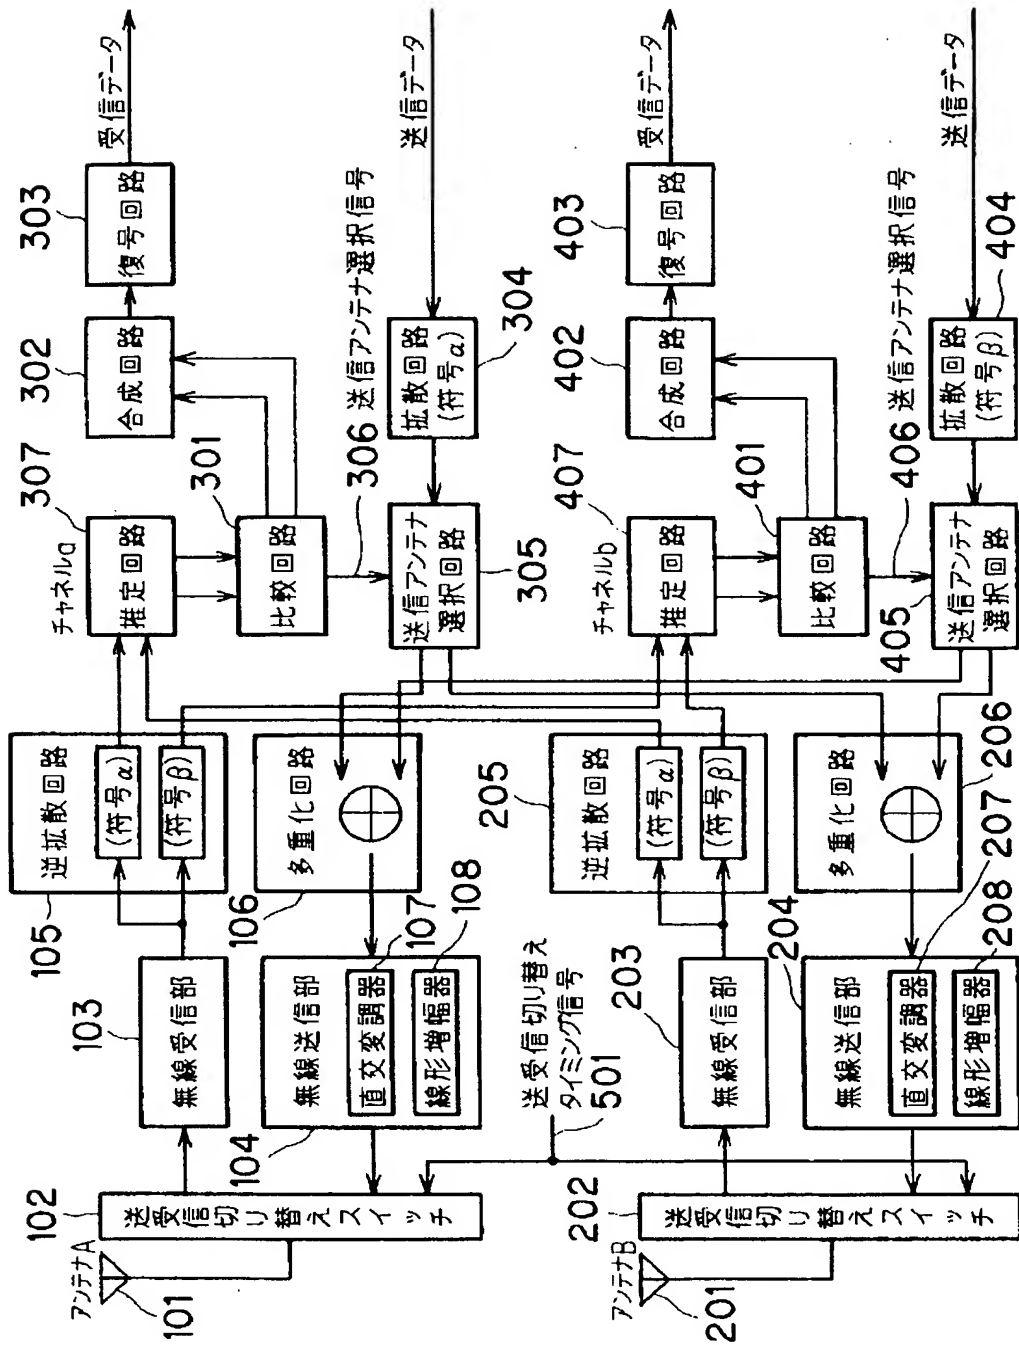 アンテナA
101
102
送受信切り替えスイッチ
103
無線受信部
104
無線送信部
直交変調器
107
線形増幅器
108
105
逆拡散回路
(符号α)
(符号β)
106
多重化回路
チャネルa
307
推定回路
301
比較回路
302
合成回路
303
復号回路
受信データ
306
送信アンテナ選択信号
送信アンテナ
選択回路
305
拡散回路
(符号α)
304
送信データ
送受信切り替え
タイミング信号
501
アンテナB
201
202
送受信切り替えスイッチ
203
無線受信部
204
無線送信部
直交変調器
207
線形増幅器
208
205
逆拡散回路
(符号α)
(符号β)
206
多重化回路
チャネルb
407
推定回路
401
比較回路
402
合成回路
403
復号回路
受信データ
406
送信アンテナ選択信号
送信アンテナ
選択回路
405
拡散回路
(符号β)
404
送信データ